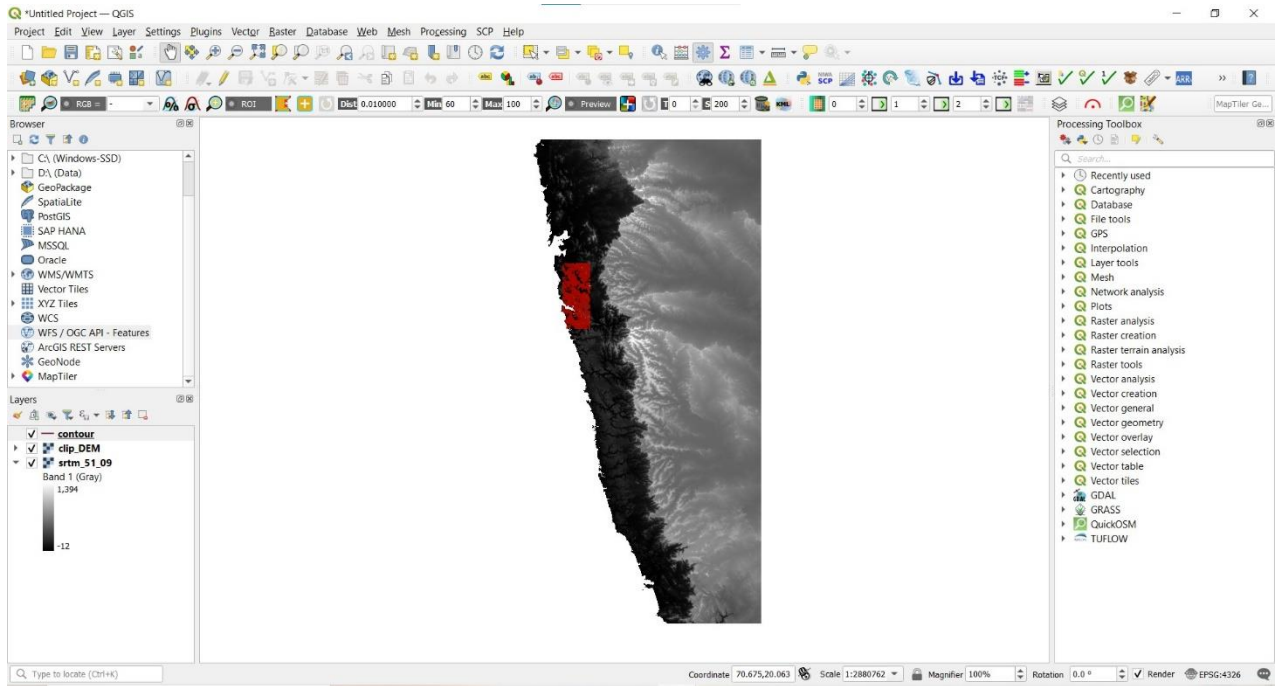 *Untitled Project — QGIS
Project Edit View Layer Settings Plugins Vector Raster Database Web Mesh Processing SCP Help
RGB = - ROI Dist 0.010000 Min 60 Max 100 Preview T 0 S 200 KML 0 1 2 MapTiler Ge...
SCP
ARR
Browser
C:\ (Windows-SSD)
D:\ (Data)
GeoPackage
SpatiaLite
PostGIS
SAP HANA
MSSQL
Oracle
WMS/WMTS
Vector Tiles
XYZ Tiles
WCS
WFS / OGC API - Features
ArcGIS REST Servers
GeoNode
MapTiler
Layers
contour
clip_DEM
srtm_51_09
Band 1 (Gray)
1,394
-12
Processing Toolbox
Search...
Recently used
Cartography
Database
File tools
GPS
Interpolation
Layer tools
Mesh
Network analysis
Plots
Raster analysis
Raster creation
Raster terrain analysis
Raster tools
Vector analysis
Vector creation
Vector general
Vector geometry
Vector overlay
Vector selection
Vector table
Vector tiles
GDAL
GRASS
QuickOSM
TUFLOW
Type to locate (Ctrl+K) Coordinate 70.675,20.063 Scale 1:2880762 Magnifier 100% Rotation 0.0 ° Render EPSG:4326